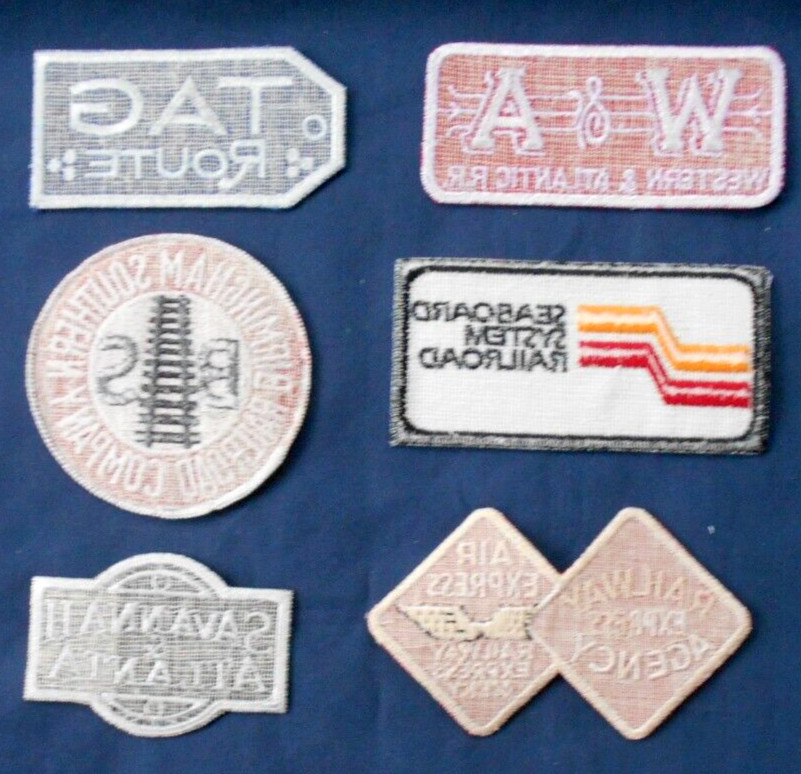 TAG
ROUTE
W & A
WESTERN & ATLANTIC R.R
BIRMINGHAM SOUTHERN
RAILROAD COMPANY
SEABOARD
SYSTEM
RAILROAD
SAVANNAH
&
ATLANTA
AIR
EXPRESS
RAILWAY
EXPRESS
AGENCY
RAILWAY
EXPRESS
AGENCY